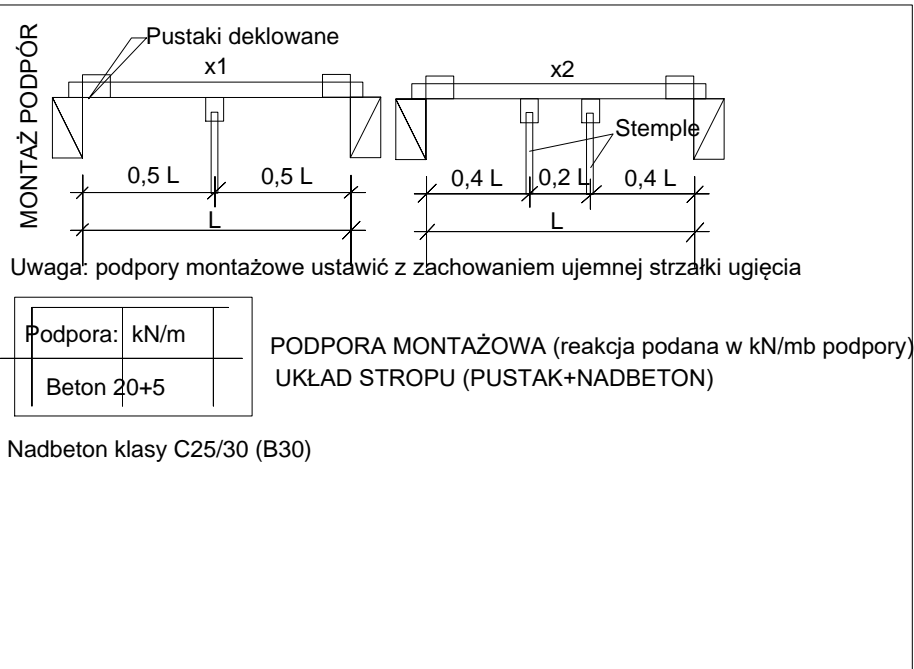 MONTAŻ PODPÓR
Pustaki deklowane
x1
x2
Stemple
0,5 L
0,5 L
0,4 L
0,2 L
0,4 L
L
L
Uwaga: podpory montażowe ustawić z zachowaniem ujemnej strzałki ugięcia
Podpora: kN/m
Beton 20+5
PODPORA MONTAŻOWA (reakcja podana w kN/mb podpory)
UKŁAD STROPU (PUSTAK+NADBETON)
Nadbeton klasy C25/30 (B30)